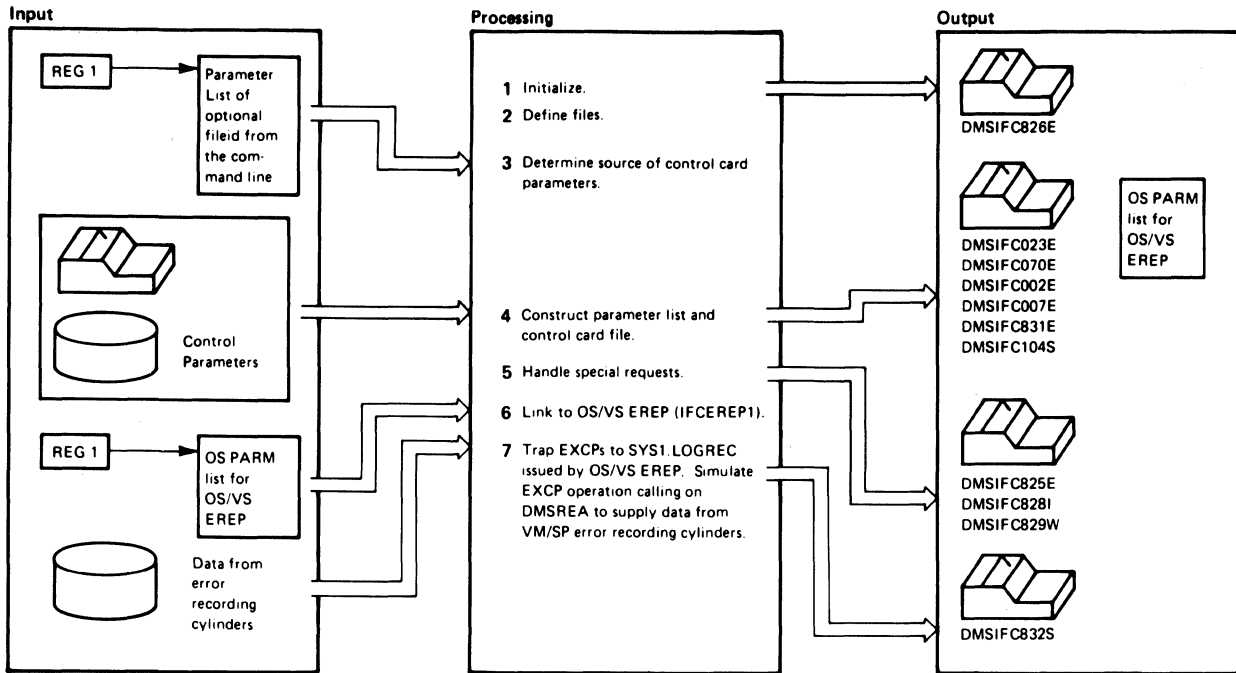 Input
REG 1
Parameter
List of
optional
fileid from
the com-
mand line
Control
Parameters
REG 1
OS PARM
list for
OS/VS
EREP
Data from
error
recording
cylinders
Processing
1 Initialize.
2 Define files.
3 Determine source of control card
parameters.
4 Construct parameter list and
control card file.
5 Handle special requests.
6 Link to OS/VS EREP (IFCEREP1).
7 Trap EXCPs to SYS1.LOGREC
issued by OS/VS EREP. Simulate
EXCP operation calling on
DMSREA to supply data from
VM/SP error recording cylinders.
Output
DMSIFC826E
DMSIFC023E
DMSIFC070E
DMSIFC002E
DMSIFC007E
DMSIFC831E
DMSIFC104S
OS PARM
list for
OS/VS
EREP
DMSIFC825E
DMSIFC828I
DMSIFC829W
DMSIFC832S